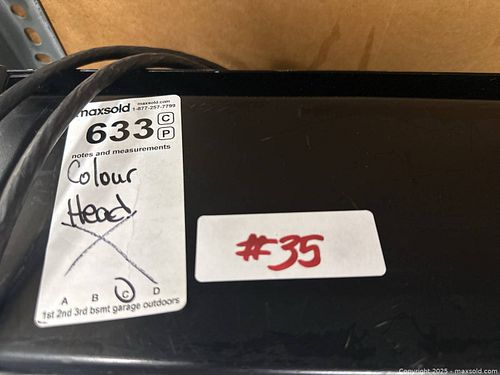 maxsold maxsold.com
1-877-257-7799
633 C
P
notes and measurements
Colour
Head
A B C D
1st 2nd 3rd bsmt garage outdoors
#35
Copyright 2025 - maxsold.com